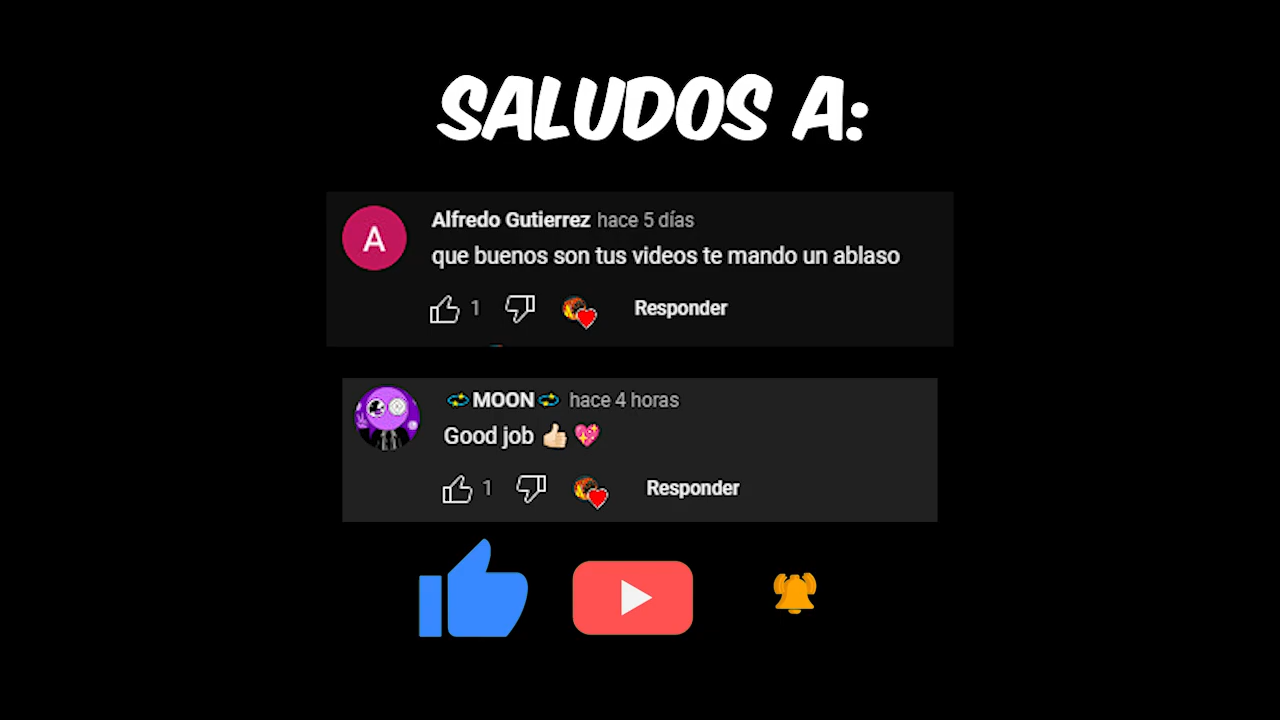 SALUDOS A:
A
Alfredo Gutierrez hace 5 días
que buenos son tus videos te mando un ablaso
1 Responder
💫MOON💫 hace 4 horas
Good job 👍🏻 💖
1 Responder